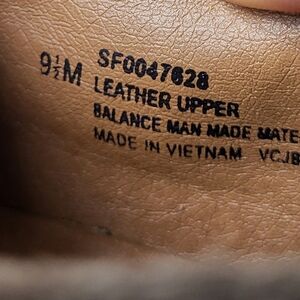 9½M SF0047628
LEATHER UPPER
BALANCE MAN MADE MATE
MADE IN VIETNAM VCJB